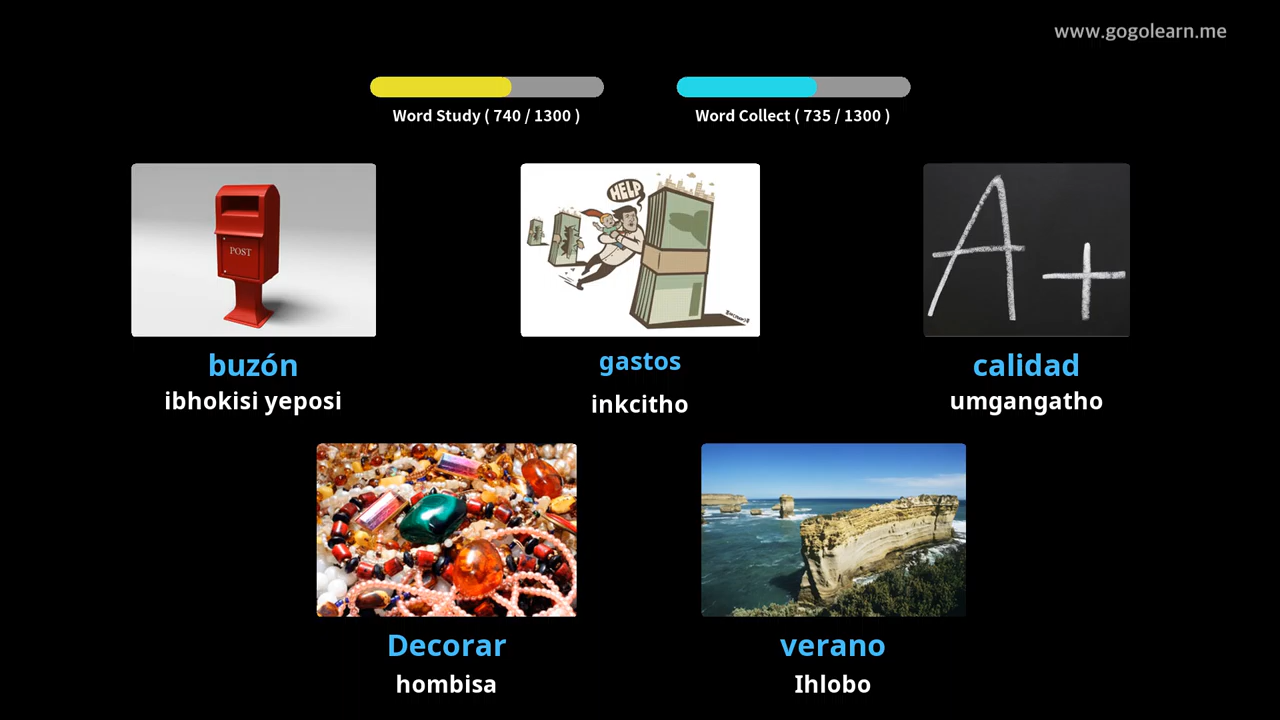 www.gogolearn.me
Word Study ( 740 / 1300 )
Word Collect ( 735 / 1300 )
POST
HELP
A+
buzón
gastos
calidad
ibhokisi yeposi
inkcitho
umgangatho
Decorar
verano
hombisa
Ihlobo